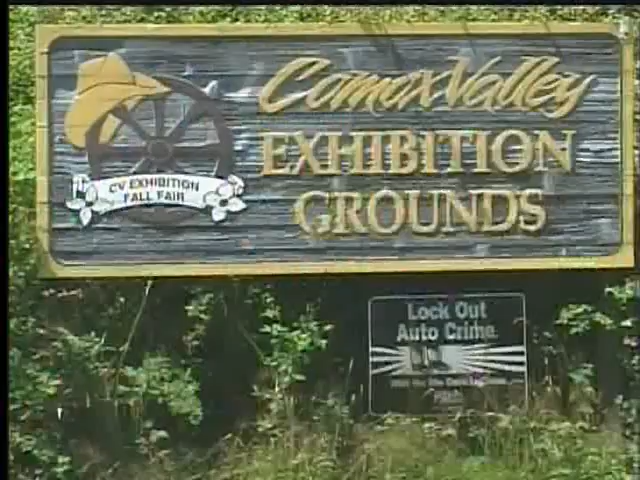 Comox Valley
EXHIBITION
GROUNDS
CV EXHIBITION
FALL FAIR
Lock Out
Auto Crime